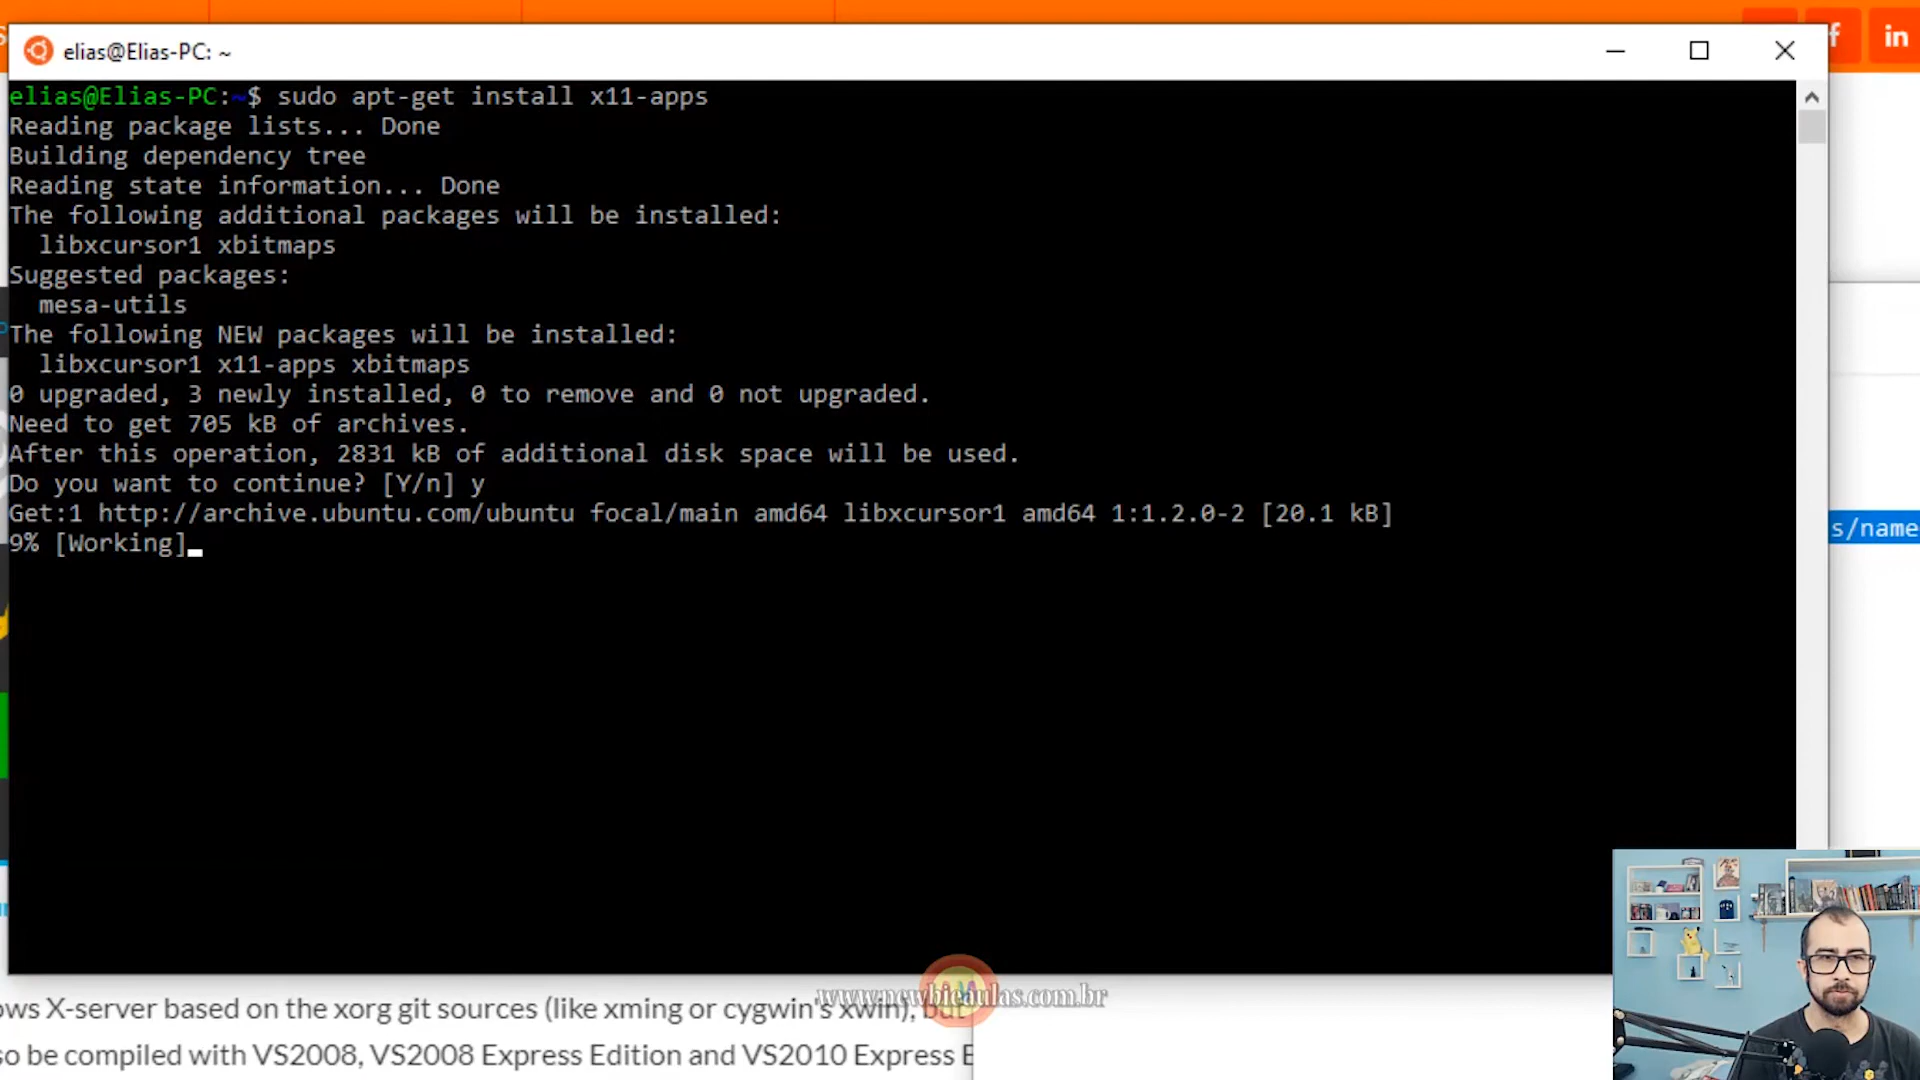 elias@Elias-PC: ~
f in
elias@Elias-PC:~$ sudo apt-get install x11-apps
Reading package lists... Done
Building dependency tree
Reading state information... Done
The following additional packages will be installed:
  libxcursor1 xbitmaps
Suggested packages:
  mesa-utils
The following NEW packages will be installed:
  libxcursor1 x11-apps xbitmaps
0 upgraded, 3 newly installed, 0 to remove and 0 not upgraded.
Need to get 705 kB of archives.
After this operation, 2831 kB of additional disk space will be used.
Do you want to continue? [Y/n] y
Get:1 http://archive.ubuntu.com/ubuntu focal/main amd64 libxcursor1 amd64 1:1.2.0-2 [20.1 kB]
s/name
9% [Working]
www.newbieaulas.com.br
ows X-server based on the xorg git sources (like xming or cygwin's xwin), but
so be compiled with VS2008, VS2008 Express Edition and VS2010 Express E